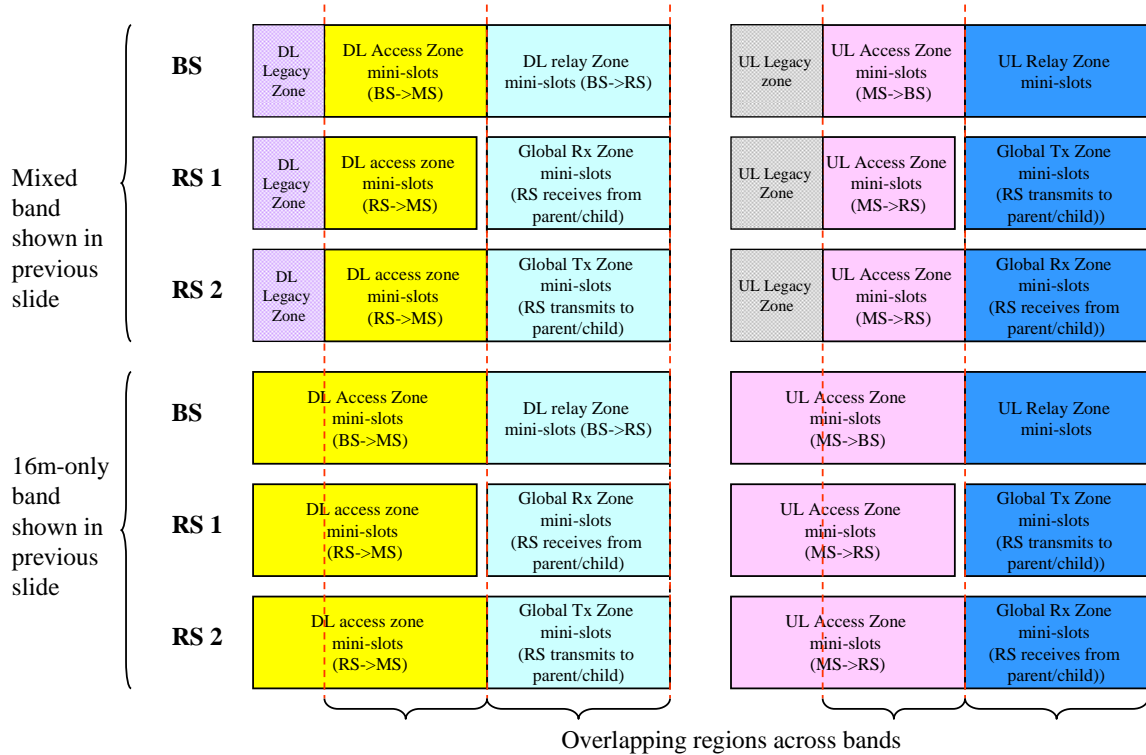 Mixed
band
shown in
previous
slide
BS
DL
Legacy
Zone
DL Access Zone
mini-slots
(BS->MS)
DL relay Zone
mini-slots (BS->RS)
UL Legacy
zone
UL Access
Zone
mini-slots
(MS->BS)
UL Relay Zone
mini-slots
RS 1
DL
Legacy
Zone
DL access zone
mini-slots
(RS->MS)
Global Rx Zone
mini-slots
(RS receives from
parent/child)
UL Legacy
Zone
UL Access Zone
mini-slots
(MS->RS)
Global Tx Zone
mini-slots
(RS transmits to
parent/child))
RS 2
DL
Legacy
Zone
DL access zone
mini-slots
(RS->MS)
Global Tx Zone
mini-slots
(RS transmits to
parent/child)
UL Legacy
Zone
UL Access
Zone
mini-slots
(MS->RS)
Global Rx Zone
mini-slots
(RS receives from
parent/child))
16m-only
band
shown in
previous
slide
BS
DL Access Zone
mini-slots
(BS->MS)
DL relay Zone
mini-slots (BS->RS)
UL Access Zone
mini-slots
(MS->BS)
UL Relay Zone
mini-slots
RS 1
DL access zone
mini-slots
(RS->MS)
Global Rx Zone
mini-slots
(RS receives from
parent/child)
UL Access Zone
mini-slots
(MS->RS)
Global Tx Zone
mini-slots
(RS transmits to
parent/child))
RS 2
DL access zone
mini-slots
(RS->MS)
Global Tx Zone
mini-slots
(RS transmits to
parent/child)
UL Access Zone
mini-slots
(MS->RS)
Global Rx Zone
mini-slots
(RS receives from
parent/child))
Overlapping regions across bands